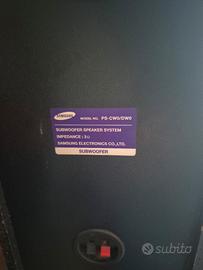 SAMSUNG
MODEL NO. PS-CW0/DW0
SUBWOOFER SPEAKER SYSTEM
IMPEDANCE : 3Ω
SAMSUNG ELECTRONICS CO.,LTD.
SUBWOOFER
subito